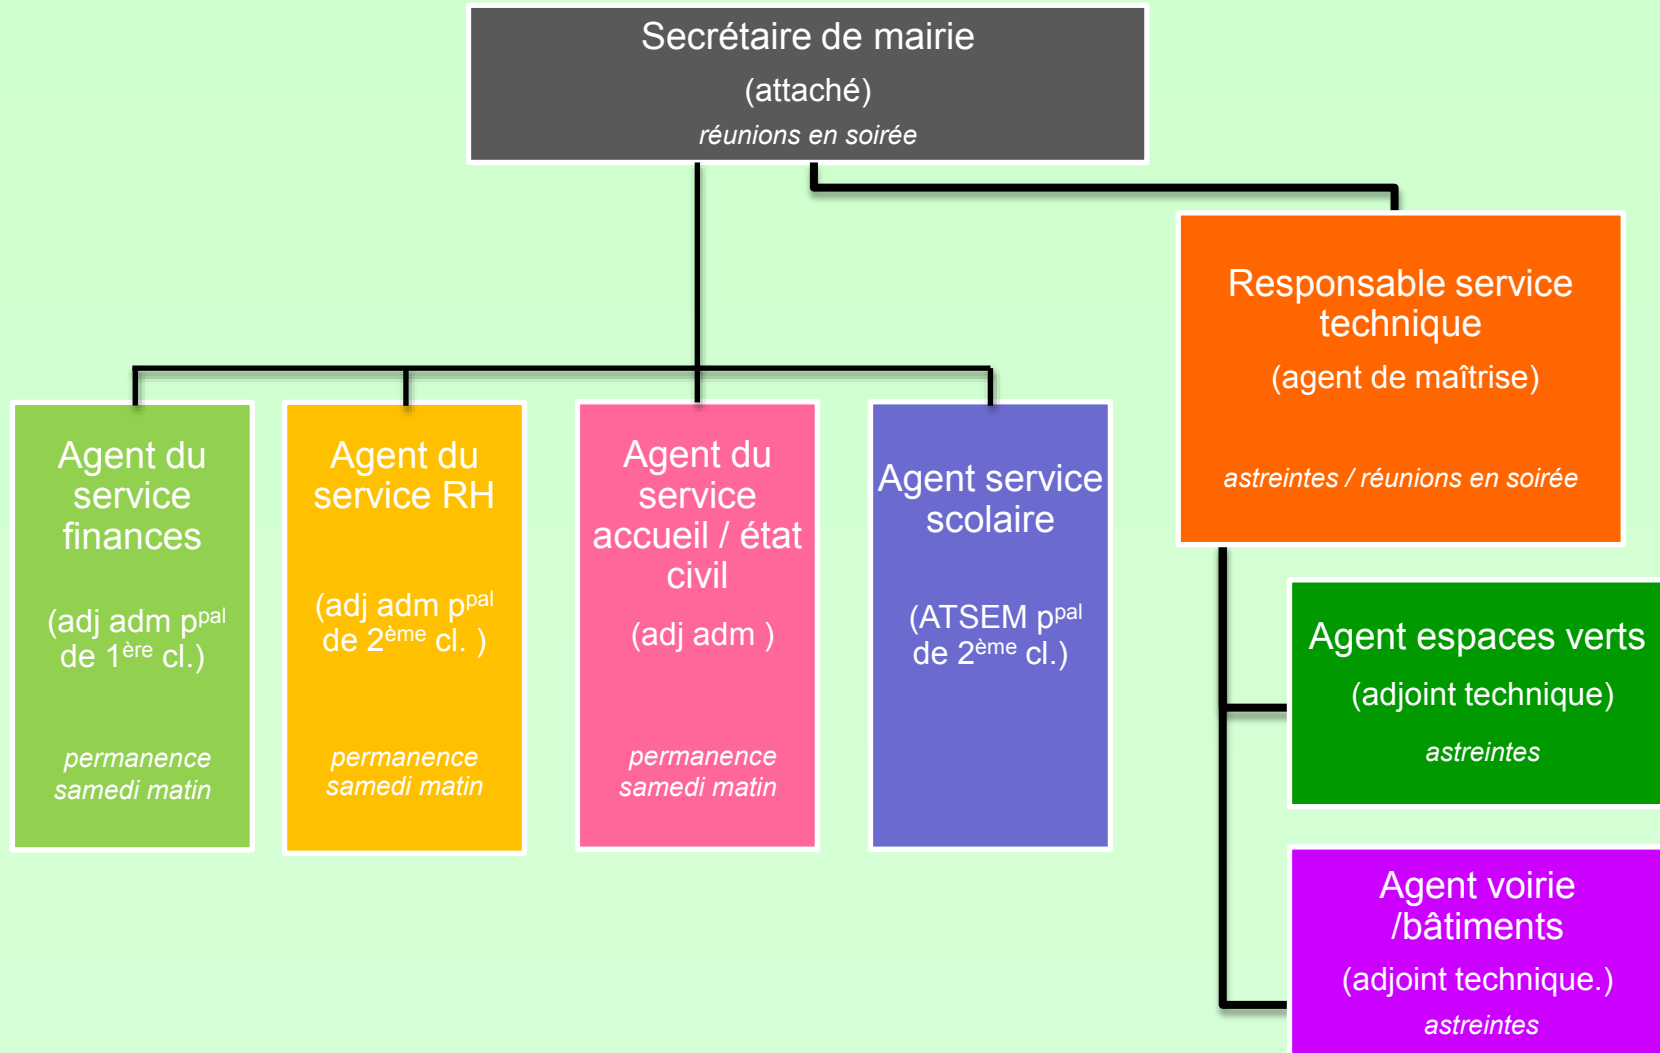 Secrétaire de mairie
(attaché)
réunions en soirée
Responsable service
technique
(agent de maîtrise)
astreintes / réunions en soirée
Agent du
service
finances
(adj adm ppal
de 1ère cl.)
permanence
samedi matin
Agent du
service RH
(adj adm ppal
de 2ème cl. )
permanence
samedi matin
Agent du
service
accueil / état
civil
(adj adm )
permanence
samedi matin
Agent service
scolaire
(ATSEM ppal
de 2ème cl.)
Agent espaces verts
(adjoint technique)
astreintes
Agent voirie
/bâtiments
(adjoint technique.)
astreintes